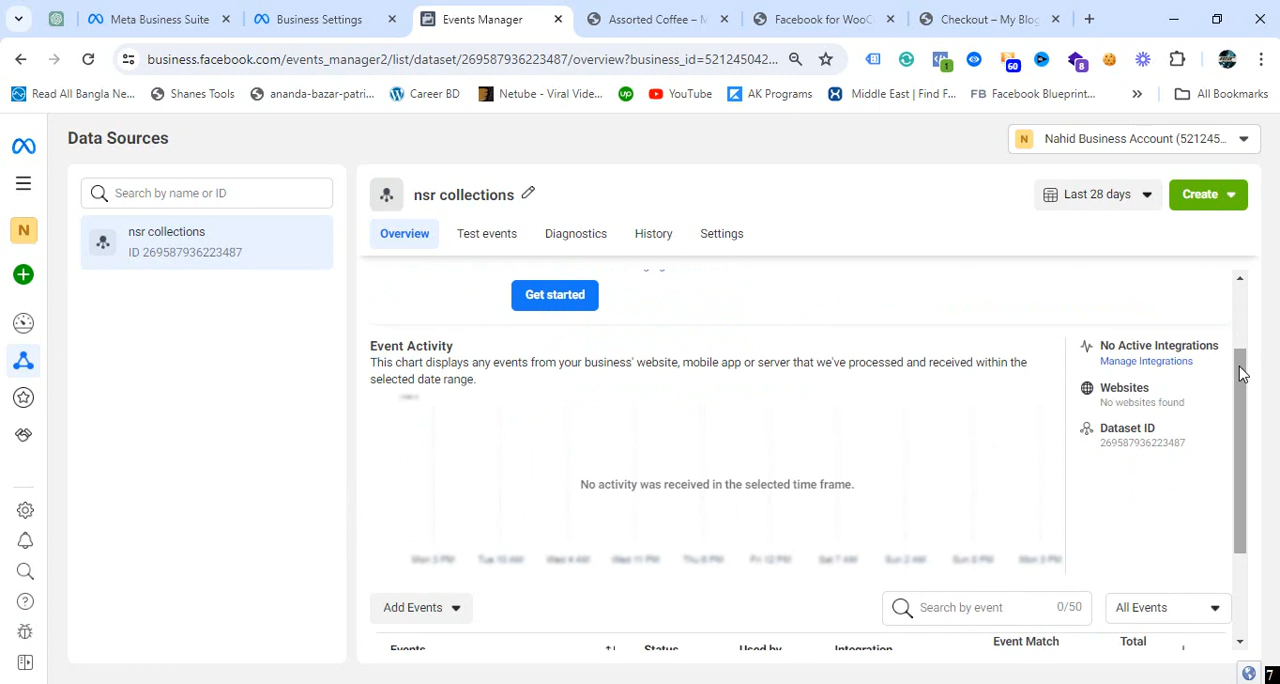 Meta Business Suite
Business Settings
Events Manager
Assorted Coffee – M
Facebook for WooC
Checkout – My Blog
business.facebook.com/events_manager2/list/dataset/269587936223487/overview?business_id=521245042...
1
60
8
Read All Bangla Ne...
Shanes Tools
ananda-bazar-patri...
Career BD
Netube - Viral Vide...
up
YouTube
AK Programs
Middle East | Find F...
FB Facebook Blueprint...
All Bookmarks
Data Sources
N Nahid Business Account (521245...
Search by name or ID
nsr collections
Last 28 days
Create
N
nsr collections
ID 269587936223487
Overview
Test events
Diagnostics
History
Settings
Get started
Event Activity
This chart displays any events from your business' website, mobile app or server that we've processed and received within the
selected date range.
No Active Integrations
Manage Integrations
Websites
No websites found
Dataset ID
269587936223487
No activity was received in the selected time frame.
Mon 3 PM
Tue 10 AM
Wed 4 AM
Wed 11 PM
Thu 6 PM
Fri 12 PM
Sat 7 AM
Sun 2 AM
Sun 8 PM
Mon 3 PM
Add Events
Search by event
0/50
All Events
Events
Status
Used by
Integration
Event Match
Total
7